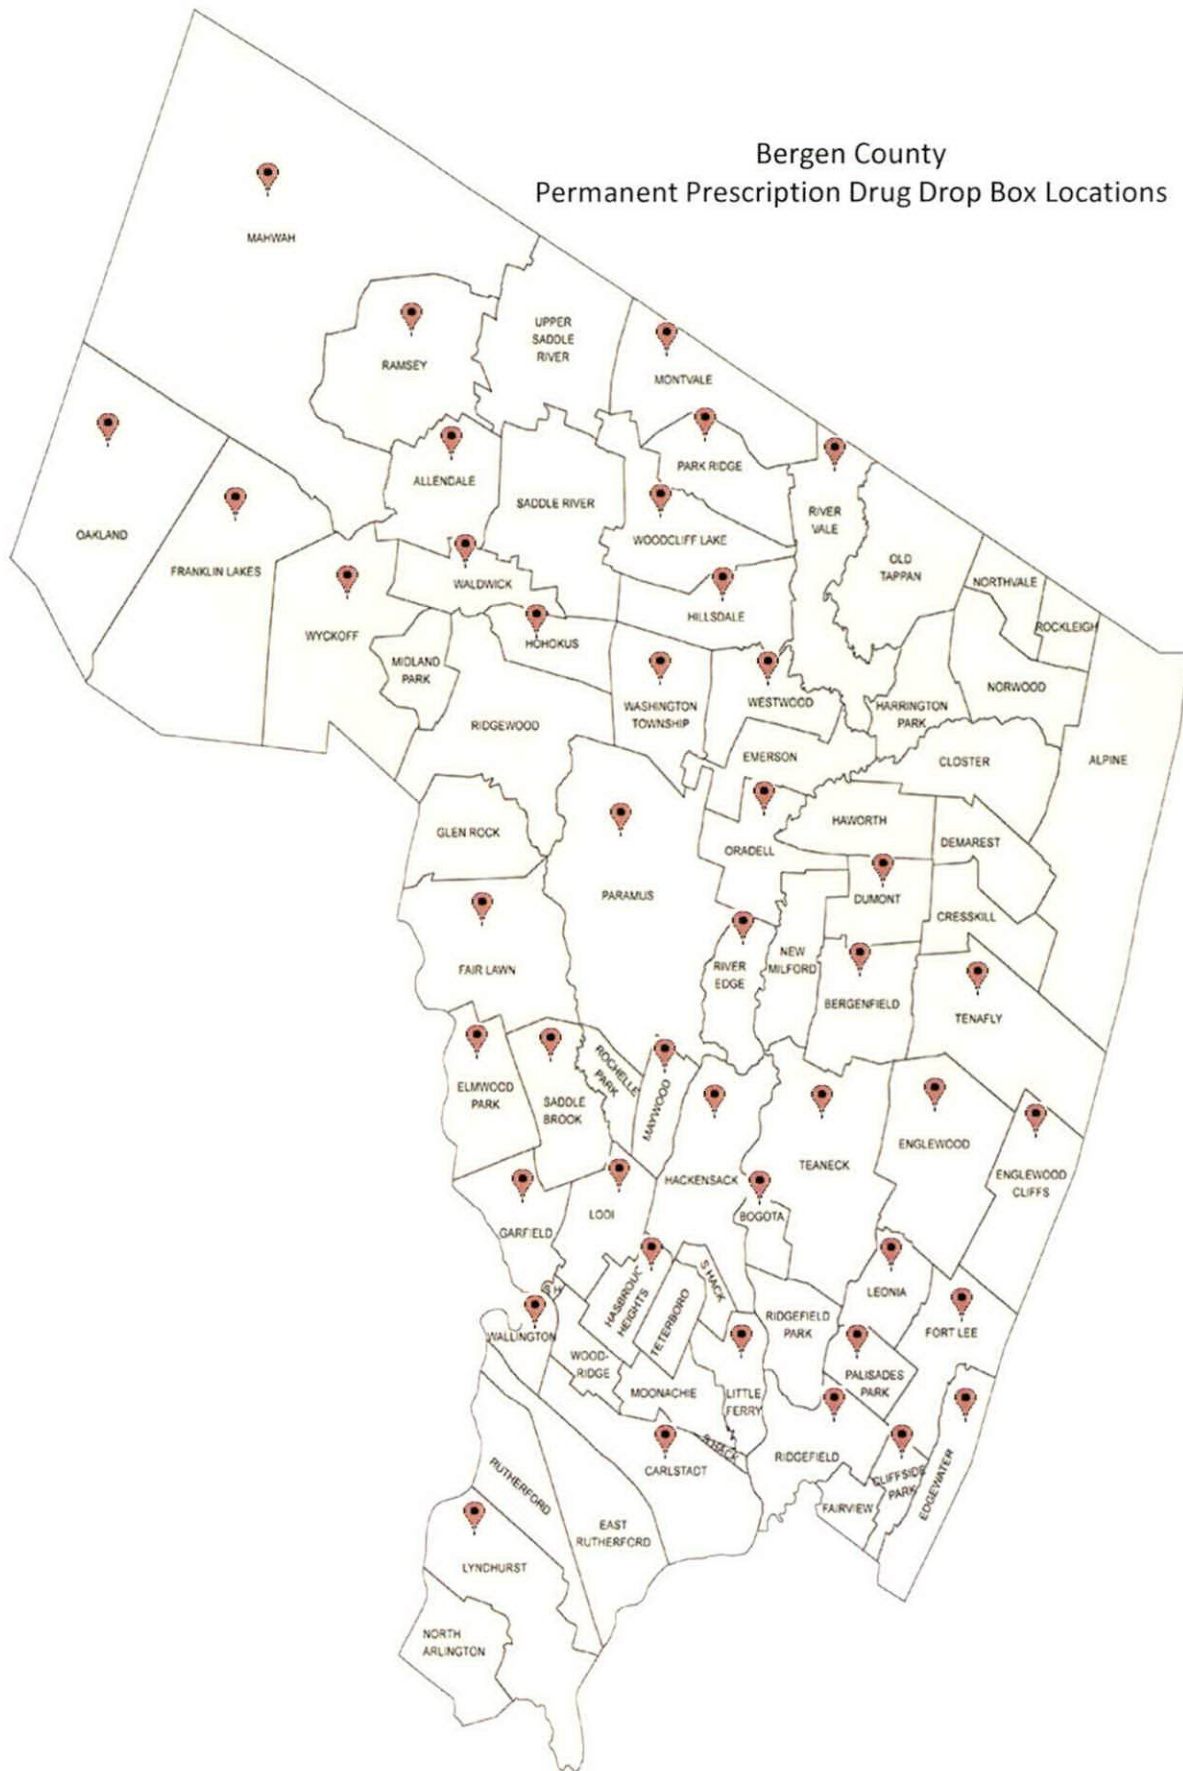 Bergen County
Permanent Prescription Drug Drop Box Locations
MAHWAH
UPPER
SADDLE
RIVER
RAMSEY
MONTVALE
PARK RIDGE
ALLENDALE
SADDLE RIVER
RIVER
VALE
OAKLAND
WOODCLIFF LAKE
OLD
TAPPAN
FRANKLIN LAKES
WALDWICK
NORTHVALE
HILLSDALE
ROCKLEIGH
WYCKOFF
HOHOKUS
MIDLAND
PARK
NORWOOD
WASHINGTON
TOWNSHIP
WESTWOOD
HARRINGTON
PARK
RIDGEWOOD
EMERSON
CLOSTER
ALPINE
GLEN ROCK
HAWORTH
DEMAREST
ORADELL
PARAMUS
DUMONT
CRESSKILL
FAIR LAWN
RIVER
EDGE
NEW
MILFORD
BERGENFIELD
TENAFLY
ROCHELLE
PARK
ELMWOOD
PARK
SADDLE
BROOK
MAYWOOD
ENGLEWOOD
TEANECK
HACKENSACK
ENGLEWOOD
CLIFFS
LODI
BOGOTA
GARFIELD
S HACK
LEONIA
S H
HASBROUC
HEIGHTS
TETERBORO
RIDGEFIELD
PARK
FORT LEE
WALLINGTON
WOOD-
RIDGE
PALISADES
PARK
MOONACHIE
LITTLE
FERRY
S HACK
CARLSTADT
RIDGEFIELD
CLIFFSIDE
PARK
EDGEWATER
RUTHERFORD
FAIRVIEW
EAST
RUTHERFORD
LYNDHURST
NORTH
ARLINGTON